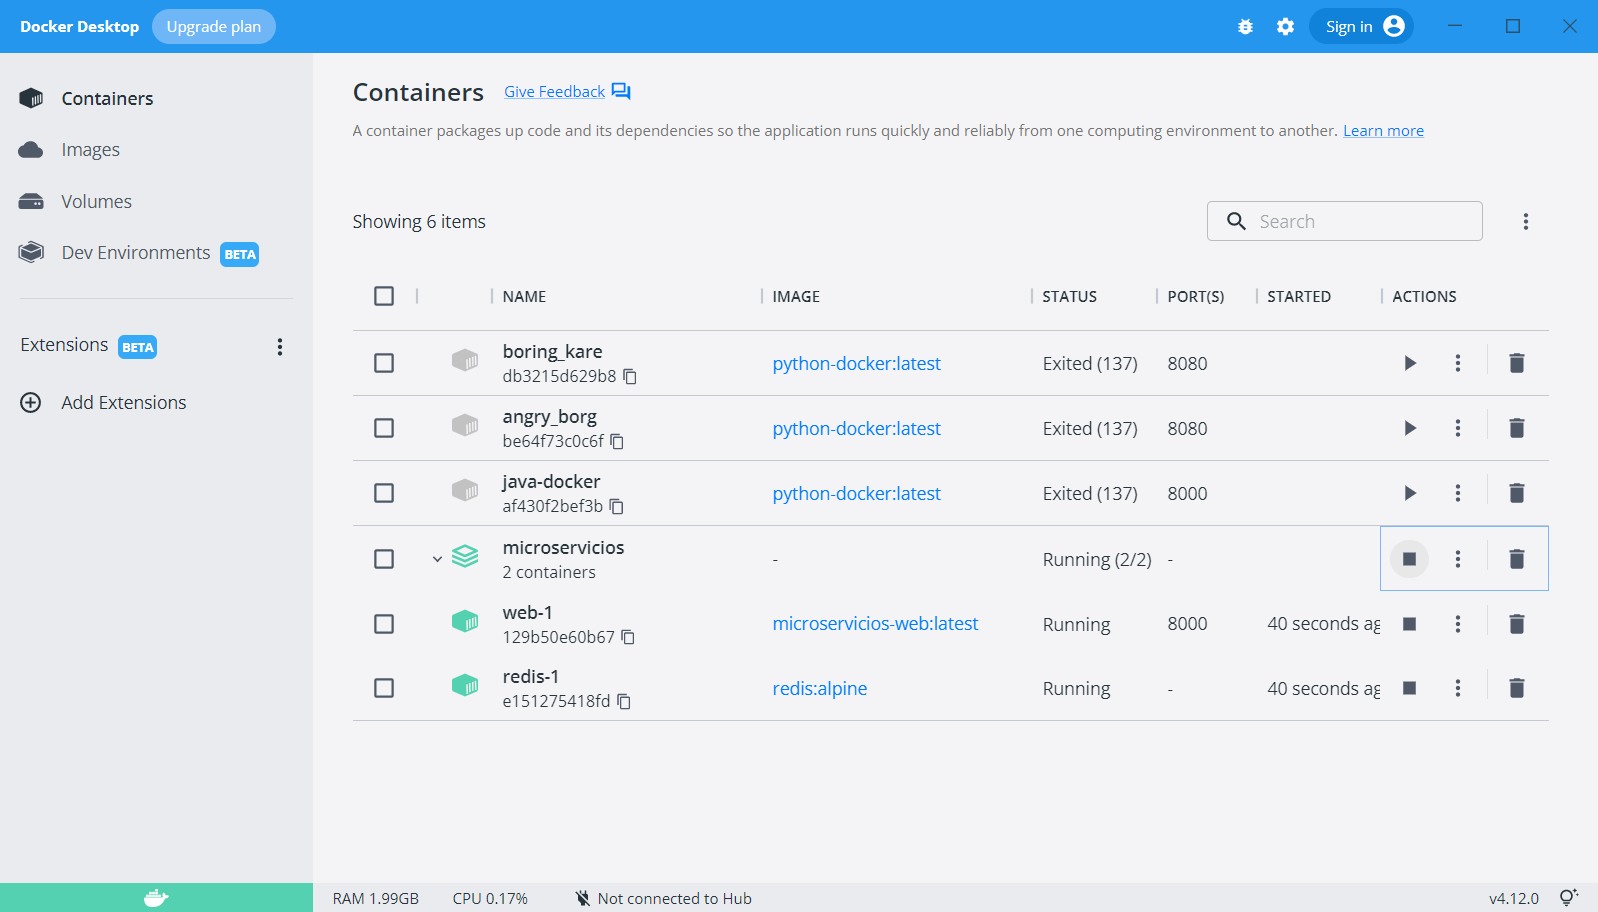 Docker Desktop Upgrade plan Sign in
Containers
Images
Volumes
Dev Environments BETA
Extensions BETA
Add Extensions
Containers Give Feedback
A container packages up code and its dependencies so the application runs quickly and reliably from one computing environment to another. Learn more
Showing 6 items Search
NAME IMAGE STATUS PORT(S) STARTED ACTIONS
boring_kare
db3215d629b8 python-docker:latest Exited (137) 8080
angry_borg
be64f73c0c6f python-docker:latest Exited (137) 8080
java-docker
af430f2bef3b python-docker:latest Exited (137) 8000
microservicios
2 containers - Running (2/2) -
web-1
129b50e60b67 microservicios-web:latest Running 8000 40 seconds ag
redis-1
e151275418fd redis:alpine Running - 40 seconds ag
RAM 1.99GB CPU 0.17% Not connected to Hub v4.12.0